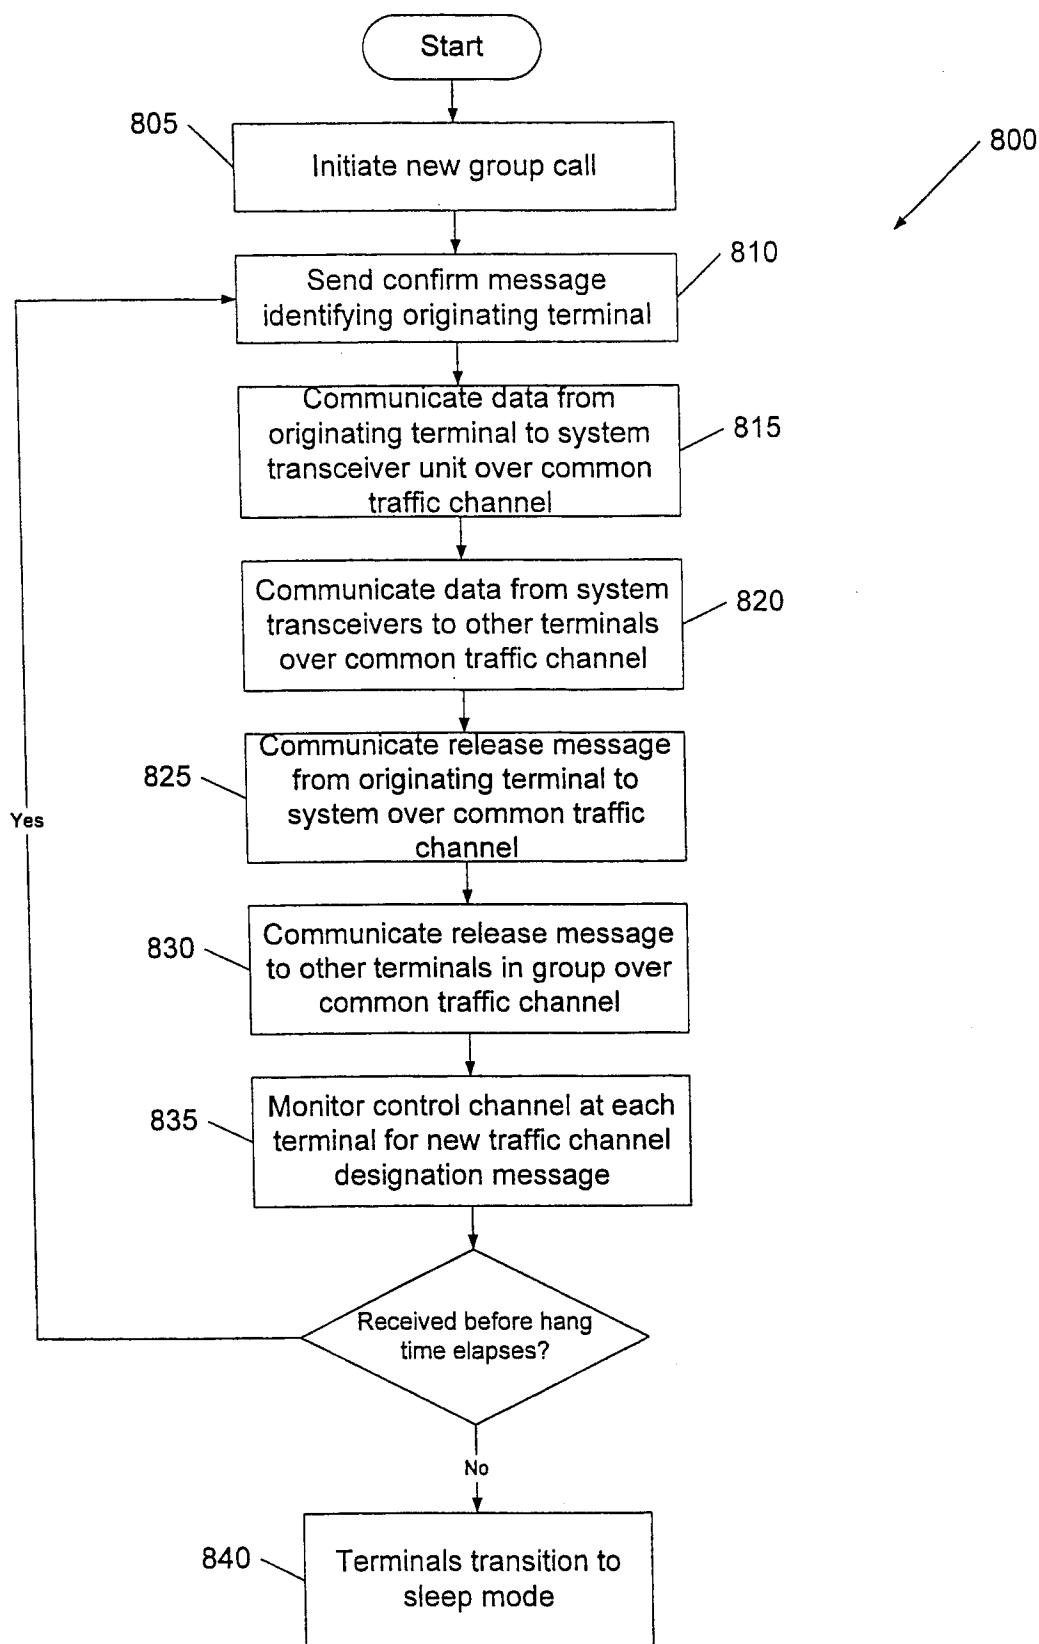 Start
805
Initiate new group call
800
810
Send confirm message
identifying originating terminal
Communicate data from
originating terminal to system
transceiver unit over common
traffic channel
815
Communicate data from system
transceivers to other terminals
over common traffic channel
820
825
Communicate release message
from originating terminal to
system over common traffic
channel
Yes
830
Communicate release message
to other terminals in group over
common traffic channel
835
Monitor control channel at each
terminal for new traffic channel
designation message
Received before hang
time elapses?
No
840
Terminals transition to
sleep mode